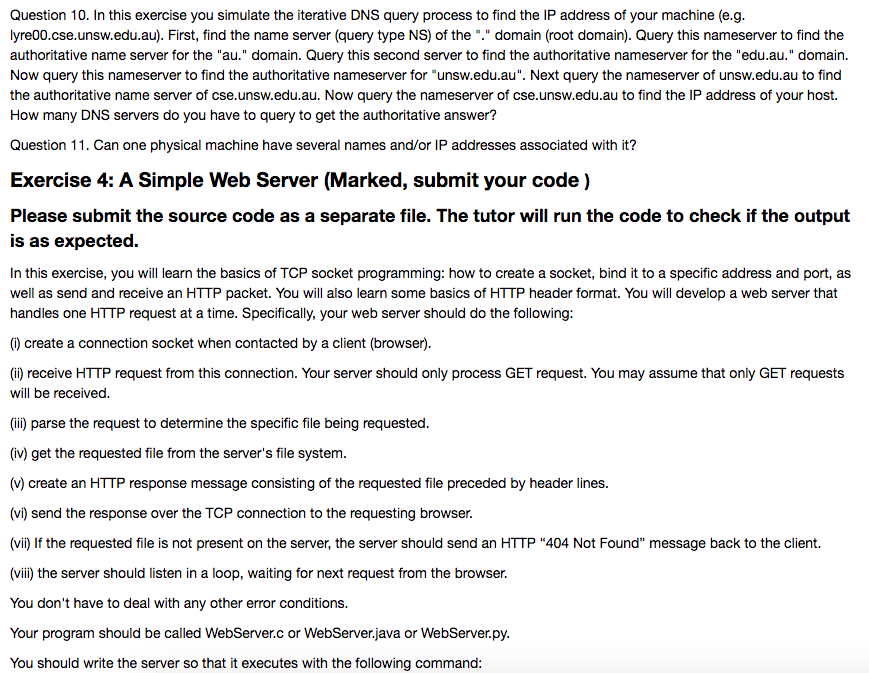 Question 10. In this exercise you simulate the iterative DNS query process to find the IP address of your machine (e.g.
lyre00.cse.unsw.edu.au). First, find the name server (query type NS) of the "." domain (root domain). Query this nameserver to find the
authoritative name server for the "au." domain. Query this second server to find the authoritative nameserver for the "edu.au." domain.
Now query this nameserver to find the authoritative nameserver for "unsw.edu.au". Next query the nameserver of unsw.edu.au to find
the authoritative name server of cse.unsw.edu.au. Now query the nameserver of cse.unsw.edu.au to find the IP address of your host.
How many DNS servers do you have to query to get the authoritative answer?
Question 11. Can one physical machine have several names and/or IP addresses associated with it?
Exercise 4: A Simple Web Server (Marked, submit your code )
Please submit the source code as a separate file. The tutor will run the code to check if the output
is as expected.
In this exercise, you will learn the basics of TCP socket programming: how to create a socket, bind it to a specific address and port, as
well as send and receive an HTTP packet. You will also learn some basics of HTTP header format. You will develop a web server that
handles one HTTP request at a time. Specifically, your web server should do the following:
(i) create a connection socket when contacted by a client (browser).
(ii) receive HTTP request from this connection. Your server should only process GET request. You may assume that only GET requests
will be received.
(iii) parse the request to determine the specific file being requested.
(iv) get the requested file from the server's file system.
(v) create an HTTP response message consisting of the requested file preceded by header lines.
(vi) send the response over the TCP connection to the requesting browser.
(vii) If the requested file is not present on the server, the server should send an HTTP “404 Not Found” message back to the client.
(viii) the server should listen in a loop, waiting for next request from the browser.
You don't have to deal with any other error conditions.
Your program should be called WebServer.c or WebServer.java or WebServer.py.
You should write the server so that it executes with the following command: